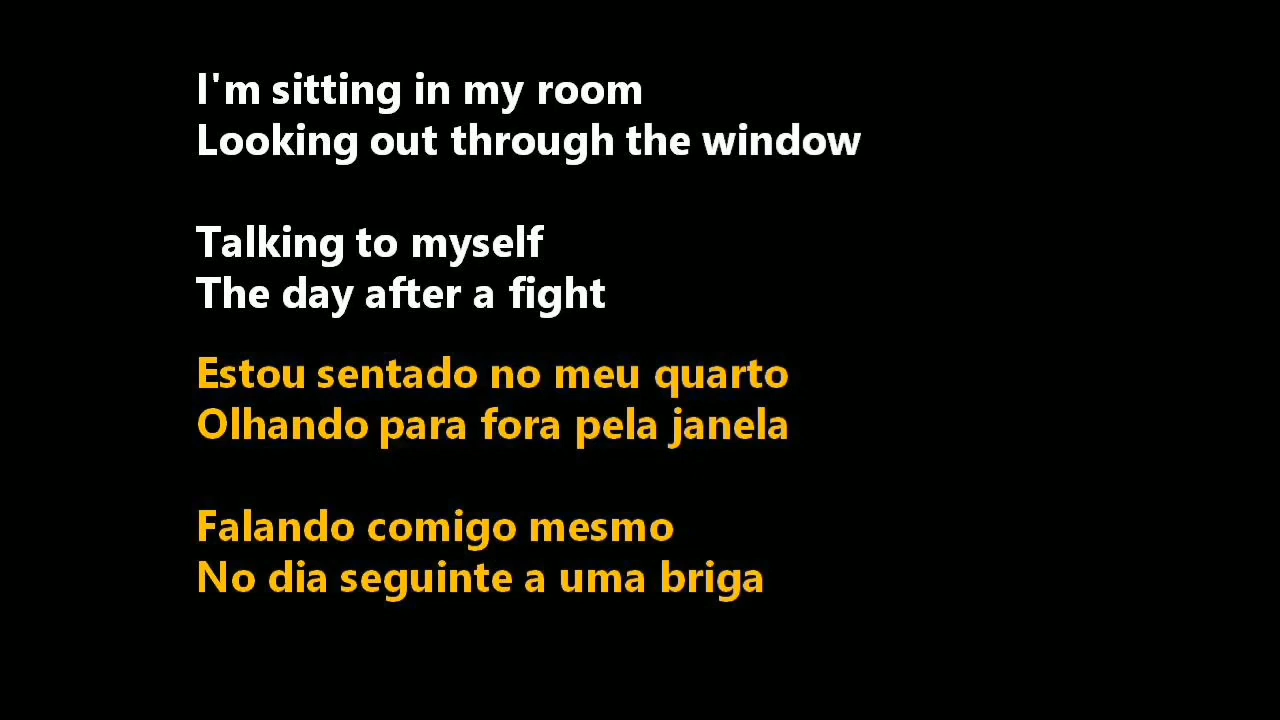 I'm sitting in my room
Looking out through the window
Talking to myself
The day after a fight
Estou sentado no meu quarto
Olhando para fora pela janela
Falando comigo mesmo
No dia seguinte a uma briga